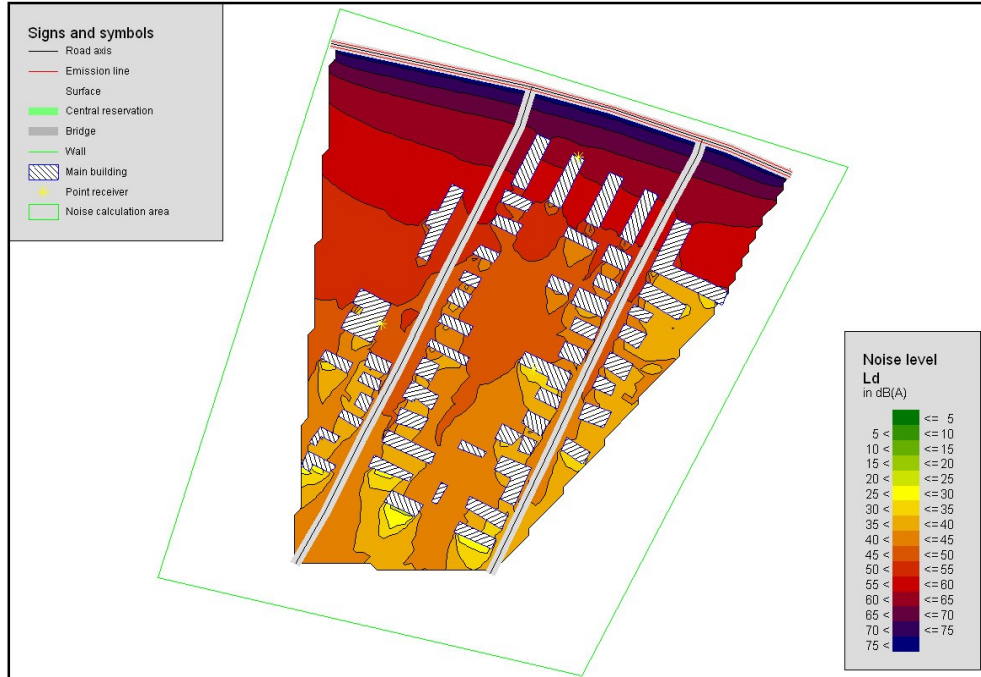 Signs and symbols
Road axis
Emission line
Surface
Central reservation
Bridge
Wall
Main building
Point receiver
Noise calculation area
Noise level
Ld
in dB(A)
<= 5
5 < <= 10
10 < <= 15
15 < <= 20
20 < <= 25
25 < <= 30
30 < <= 35
35 < <= 40
40 < <= 45
45 < <= 50
50 < <= 55
55 < <= 60
60 < <= 65
65 < <= 70
70 < <= 75
75 <